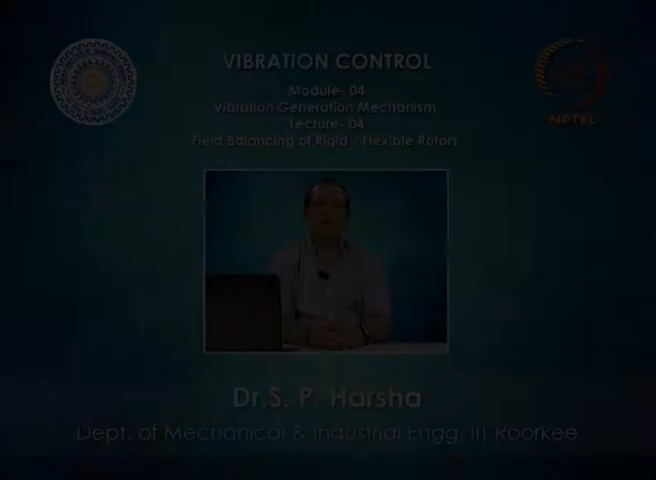 VIBRATION CONTROL
Module- 04
Vibration Generation Mechanism
Lecture- 04
Field Balancing of Rigid / Flexible Rotors
NPTEL
Dr.S. P. Harsha
Dept. of Mechanical & Industrial Engg, IIT Roorkee